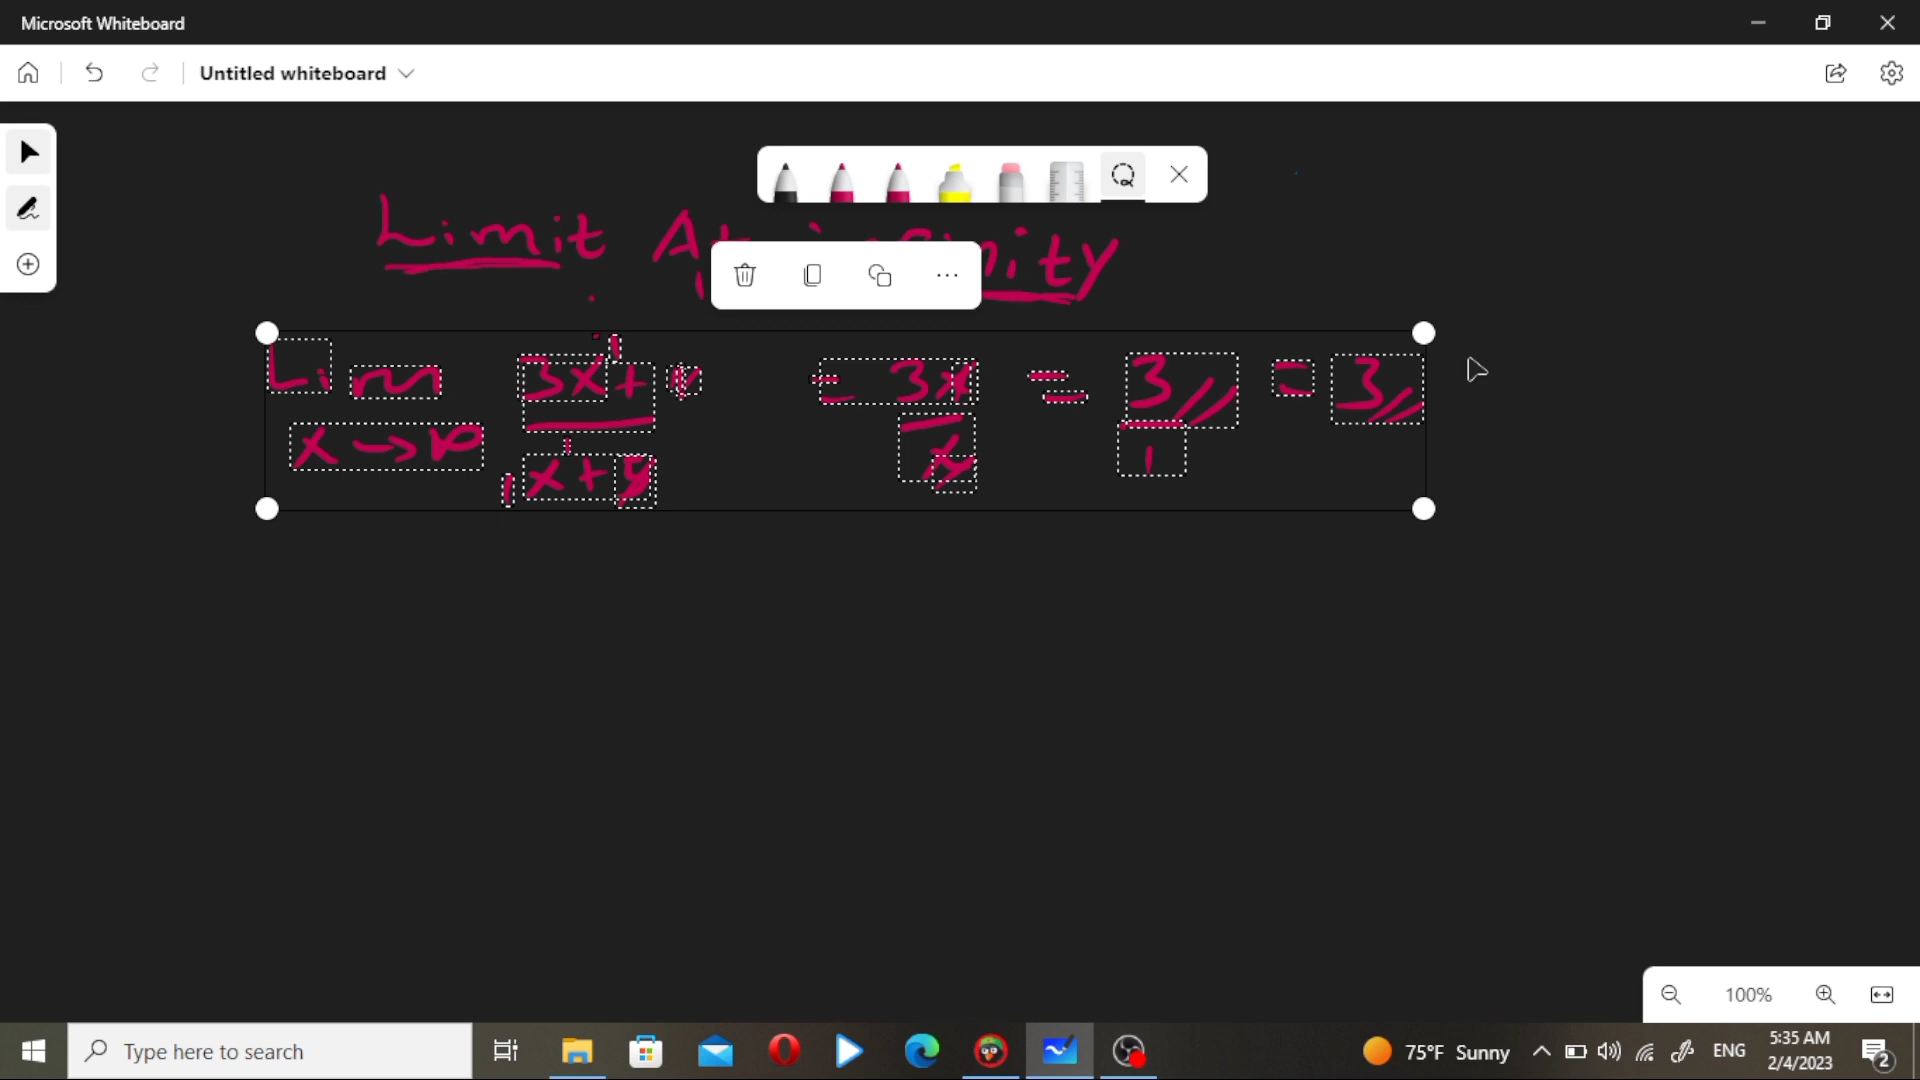 Microsoft Whiteboard
Untitled whiteboard
Limit
Lim 3x+ = 3x = 3 = 3
x→∞ x+ x 1
100%
Type here to search
75°F Sunny
ENG
5:35 AM
2/4/2023
2